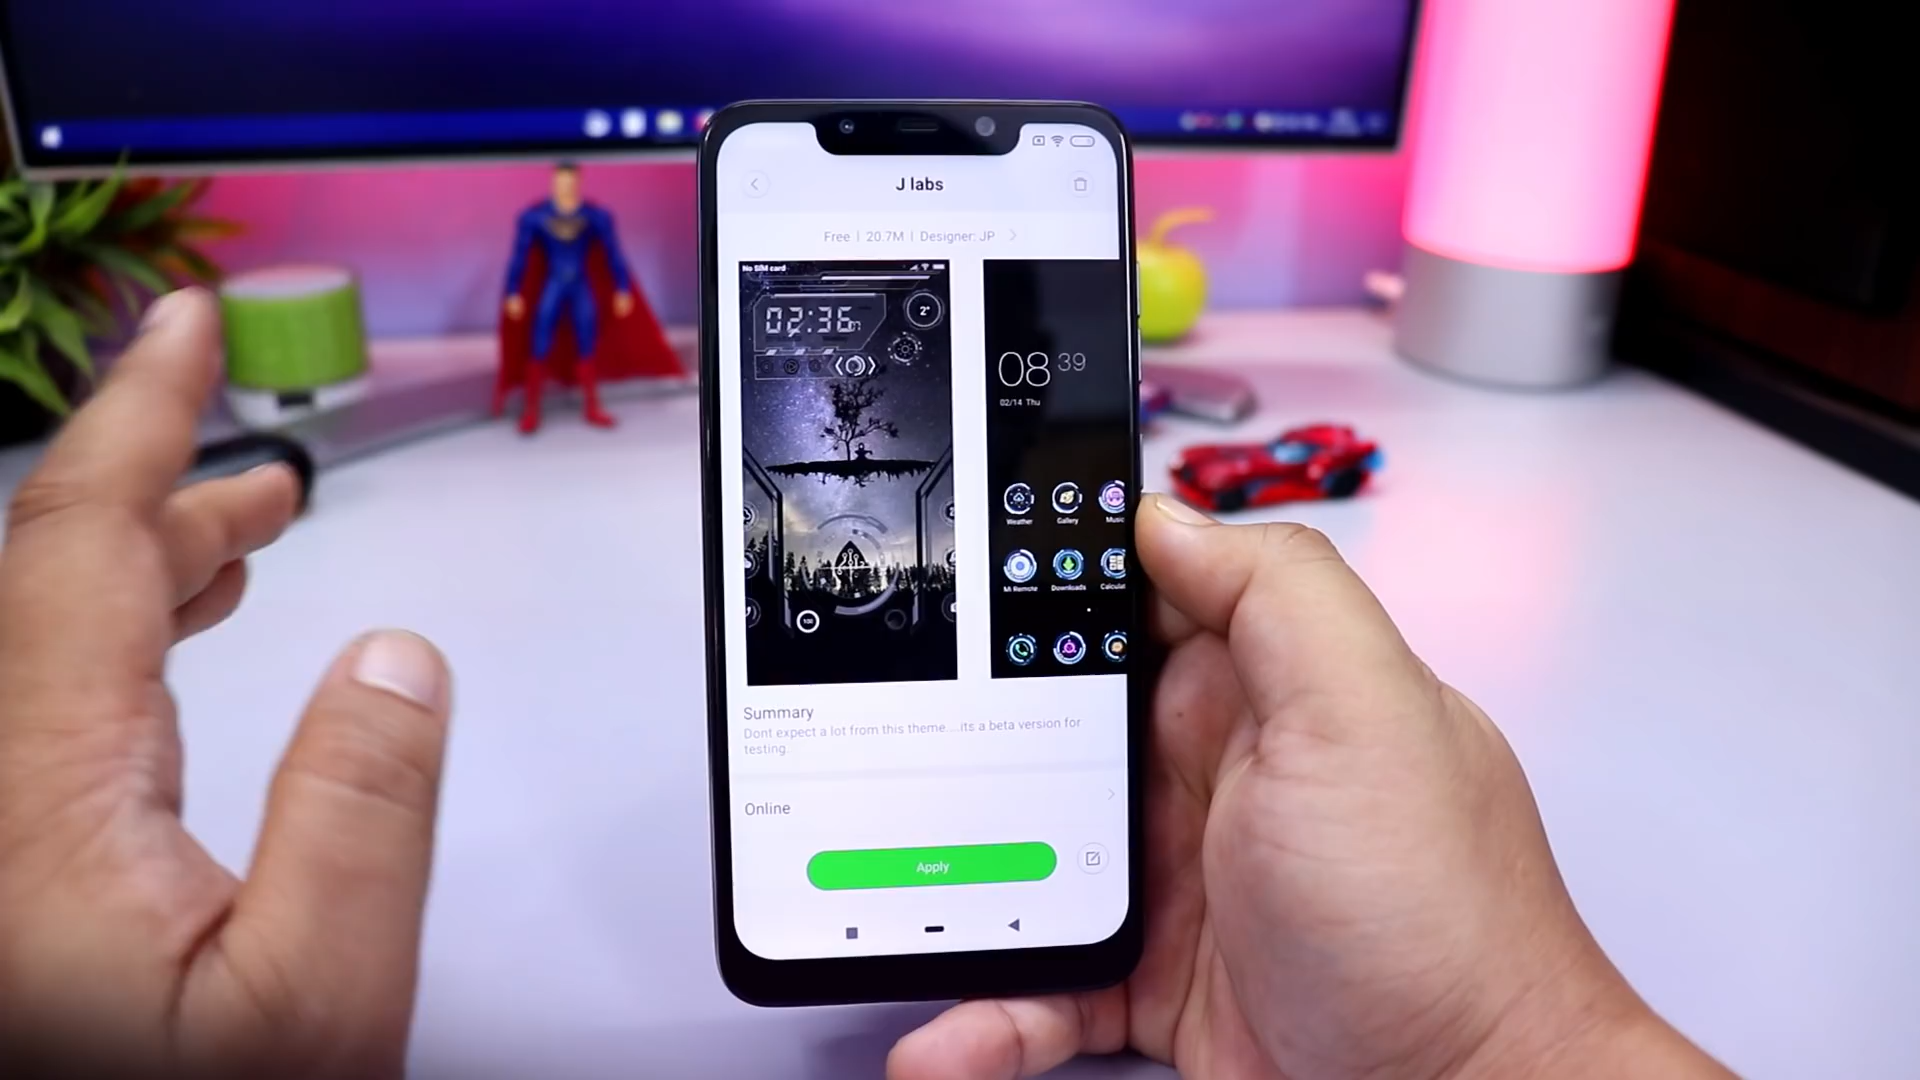 J labs
Free | 20.7M | Designer: JP
No SIM card
02:36
2°
100
08 39
02/14 Thu
Weather Gallery Music
Mi Remote Downloads Calculat
Summary
Dont expect a lot from this theme....its a beta version for
testing.
Online
Apply